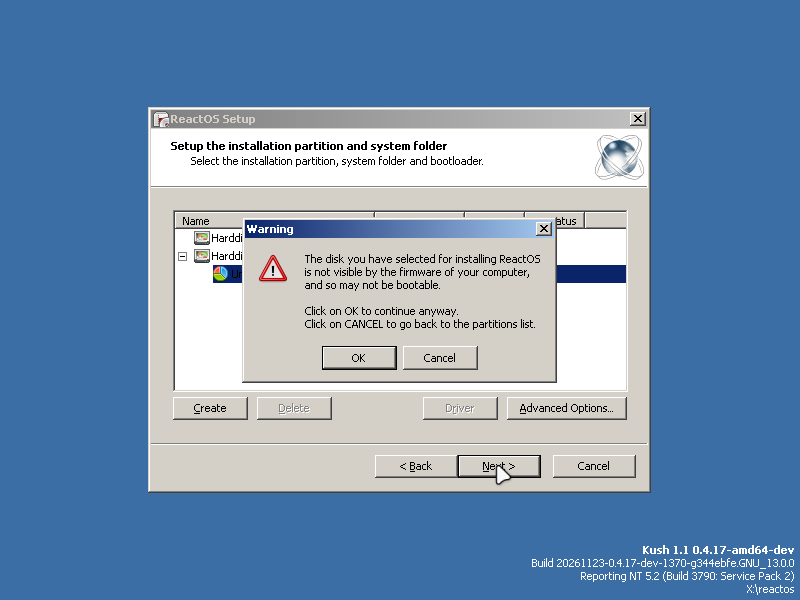 ReactOS Setup
Setup the installation partition and system folder
Select the installation partition, system folder and bootloader.
Name
Warning
The disk you have selected for installing ReactOS
is not visible by the firmware of your computer,
and so may not be bootable.
Click on OK to continue anyway.
Click on CANCEL to go back to the partitions list.
OK Cancel
Create Delete Driver Advanced Options...
< Back Next > Cancel
Kush 1.1 0.4.17-amd64-dev
Build 20261123-0.4.17-dev-1370-g344ebfe.GNU_13.0.0
Reporting NT 5.2 (Build 3790: Service Pack 2)
X:\reactos